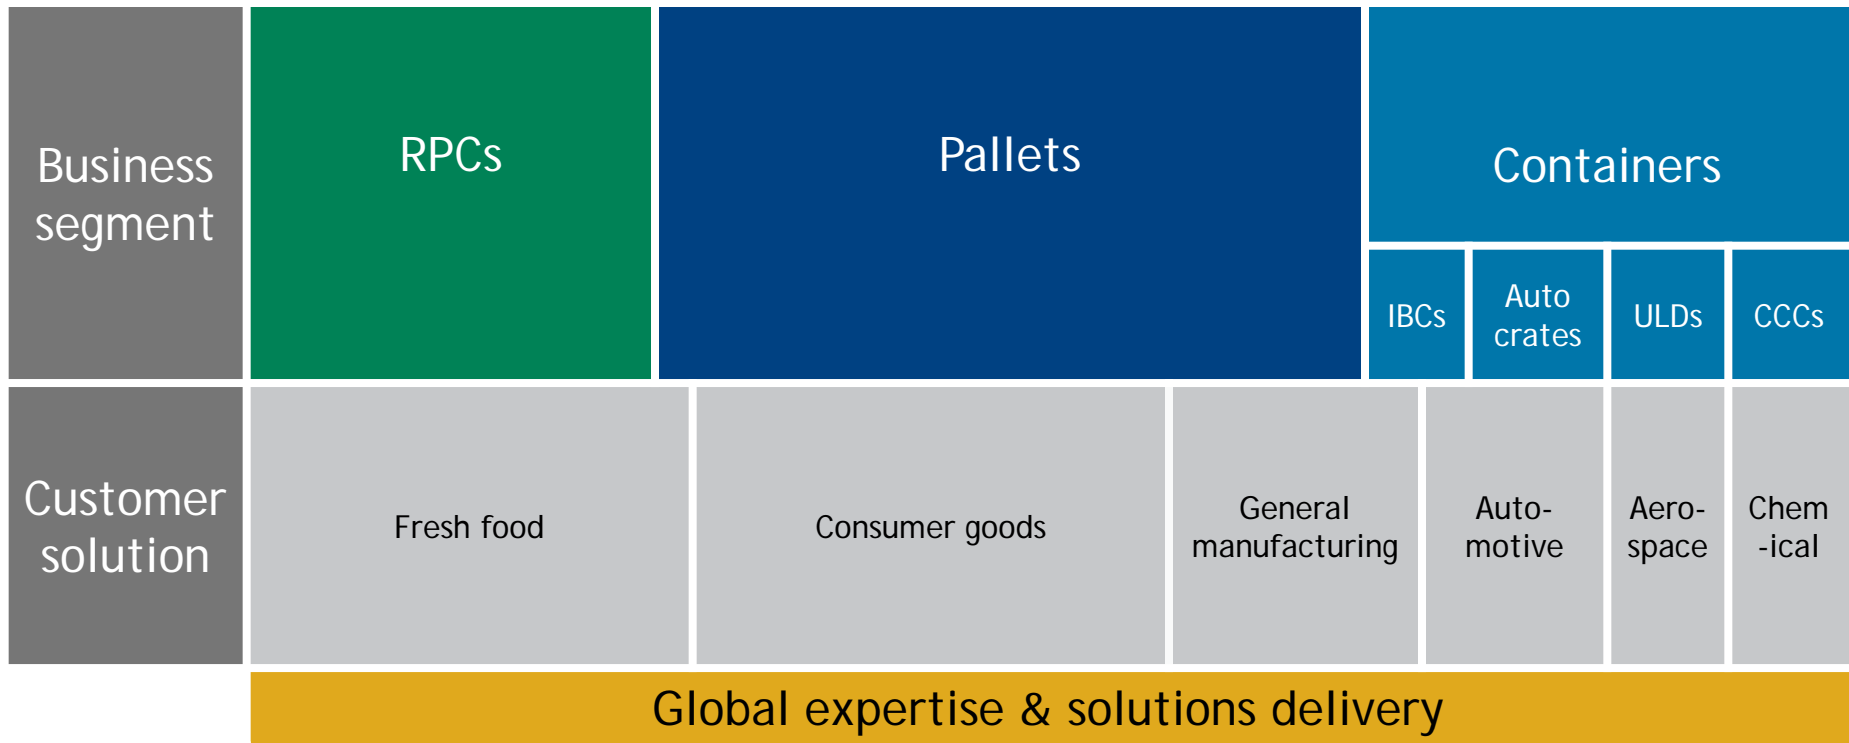 Business
segment
RPCs
Pallets
Containers
IBCs
Auto
crates
ULDs
CCCs
Customer
solution
Fresh food
Consumer goods
General
manufacturing
Auto-
motive
Aero-
space
Chem
-ical
Global expertise & solutions delivery